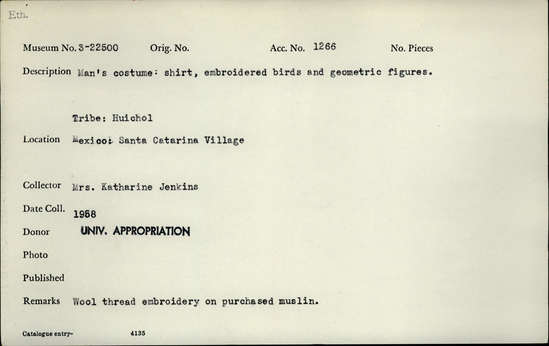 Eth.
Museum No. 3-22500 Orig. No. Acc. No. 1266 No. Pieces
Description Man's costume: shirt, embroidered birds and geometric figures.
Tribe: Huichol
Location Mexico: Santa Catarina Village
Collector Mrs. Katharine Jenkins
Date Coll. 1958
Donor UNIV. APPROPRIATION
Photo
Published
Remarks Wool thread embroidery on purchased muslin.
Catalogue entry- 4135